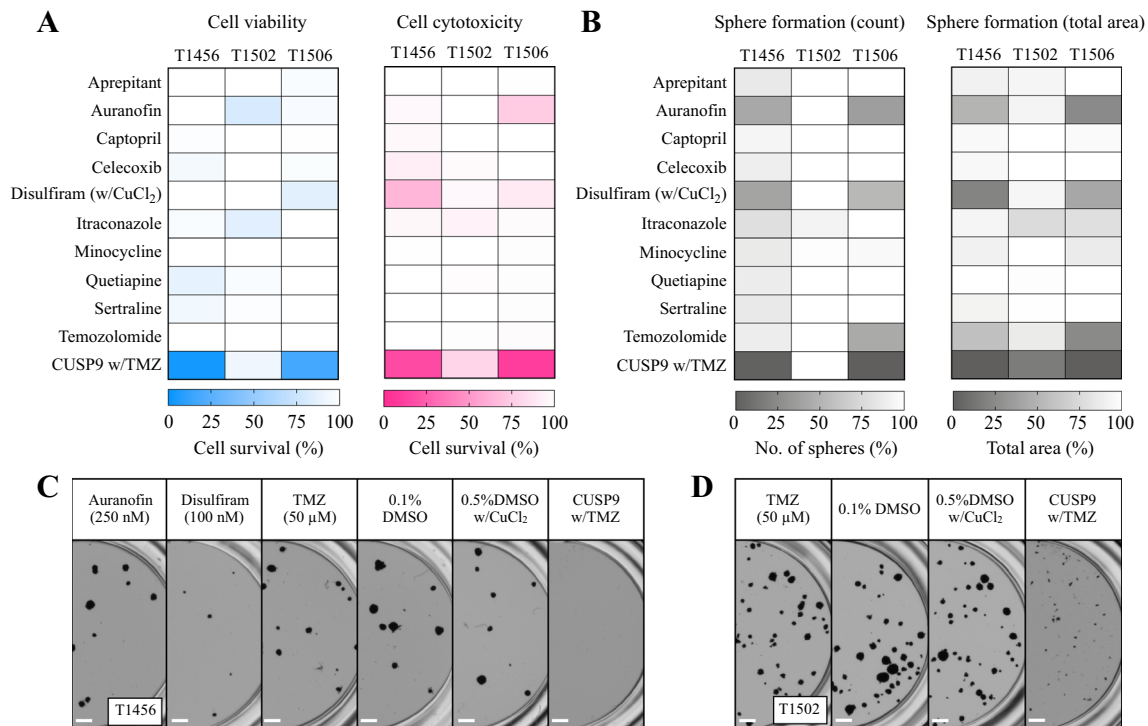 A
Cell viability
Cell cytotoxicity
T1456 T1502 T1506
T1456 T1502 T1506
Aprepitant
Auranofin
Captopril
Celecoxib
Disulfiram (w/CuCl₂)
Itraconazole
Minocycline
Quetiapine
Sertraline
Temozolomide
CUSP9 w/TMZ
0 25 50 75 100
Cell survival (%)
0 25 50 75 100
Cell survival (%)
B
Sphere formation (count)
Sphere formation (total area)
T1456 T1502 T1506
T1456 T1502 T1506
Aprepitant
Auranofin
Captopril
Celecoxib
Disulfiram (w/CuCl₂)
Itraconazole
Minocycline
Quetiapine
Sertraline
Temozolomide
CUSP9 w/TMZ
0 25 50 75 100
No. of spheres (%)
0 25 50 75 100
Total area (%)
C
Auranofin
(250 nM)
Disulfiram
(100 nM)
TMZ
(50 µM)
0.1%
DMSO
0.5%DMSO
w/CuCl₂
CUSP9
w/TMZ
T1456
D
TMZ
(50 µM)
0.1% DMSO
0.5%DMSO
w/CuCl₂
CUSP9
w/TMZ
T1502